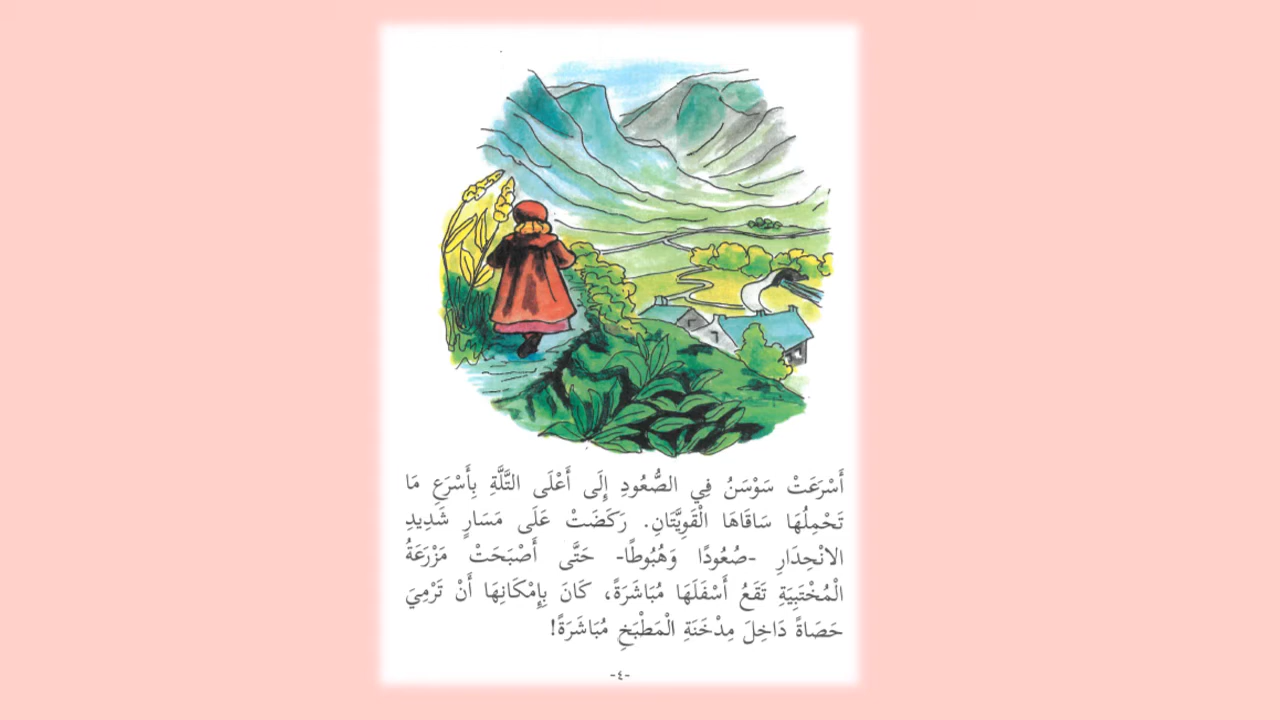 أَسْرَعَتْ سَوْسَنُ فِي الصُّعُودِ إِلَى أَعْلَى التَّلَّةِ بِأَسْرَعِ مَا
تَحْمِلُهَا سَاقَاهَا الْقَوِيَّتَانِ. رَكَضَتْ عَلَى مَسَارٍ شَدِيدِ
الانْحِدَارِ -صُعُودًا وَهُبُوطًا- حَتَّى أَصْبَحَتْ مَزْرَعَةُ
الْمُخْتَبِيَةِ تَقَعُ أَسْفَلَهَا مُبَاشَرَةً، كَانَ بِإِمْكَانِهَا أَنْ تَرْمِيَ
حَصَاةً دَاخِلَ مِدْخَنَةِ الْمَطْبَخِ مُبَاشَرَةً!
-٤-